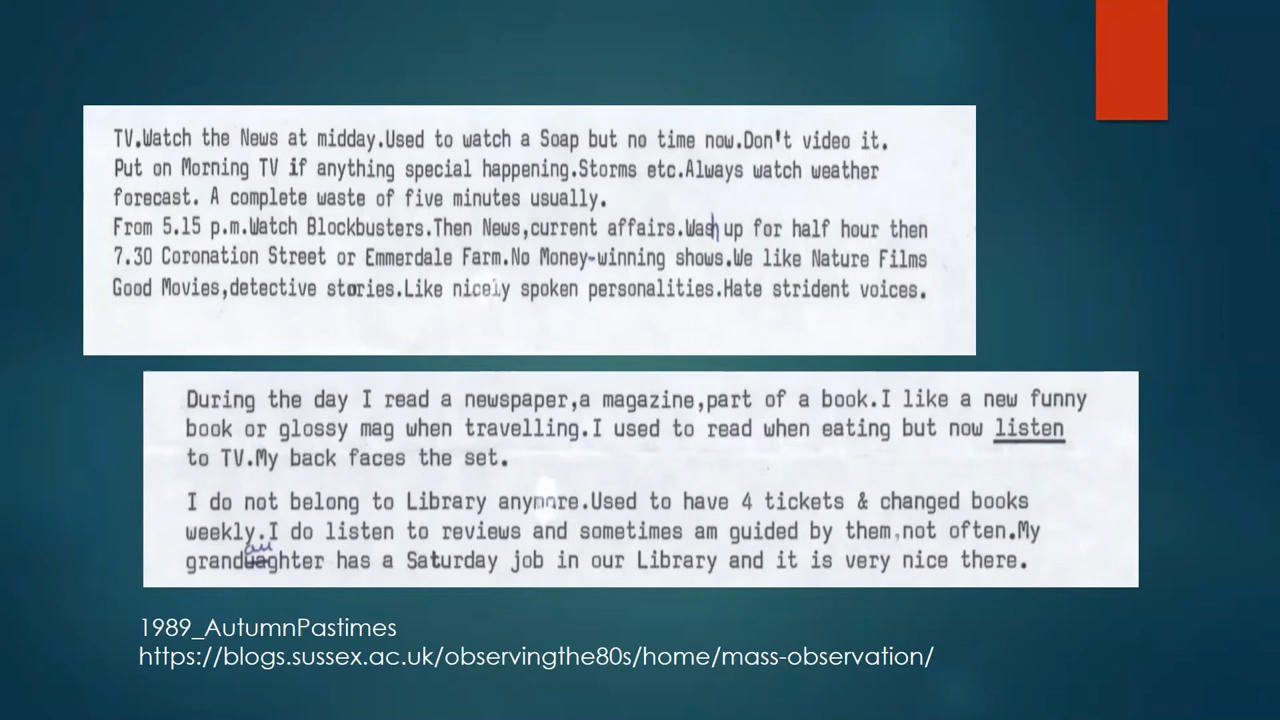 TV.Watch the News at midday.Used to watch a Soap but no time now.Don't video it.
Put on Morning TV if anything special happening.Storms etc.Always watch weather
forecast. A complete waste of five minutes usually.
From 5.15 p.m.Watch Blockbusters.Then News,current affairs.Wash up for half hour then
7.30 Coronation Street or Emmerdale Farm.No Money-winning shows.We like Nature Films
Good Movies,detective stories.Like nicely spoken personalities.Hate strident voices.
During the day I read a newspaper,a magazine,part of a book.I like a new funny
book or glossy mag when travelling.I used to read when eating but now listen
to TV.My back faces the set.
I do not belong to Library anymore.Used to have 4 tickets & changed books
weekly.I do listen to reviews and sometimes am guided by them,not often.My
grandaughter has a Saturday job in our Library and it is very nice there.
1989_AutumnPastimes
https://blogs.sussex.ac.uk/observingthe80s/home/mass-observation/